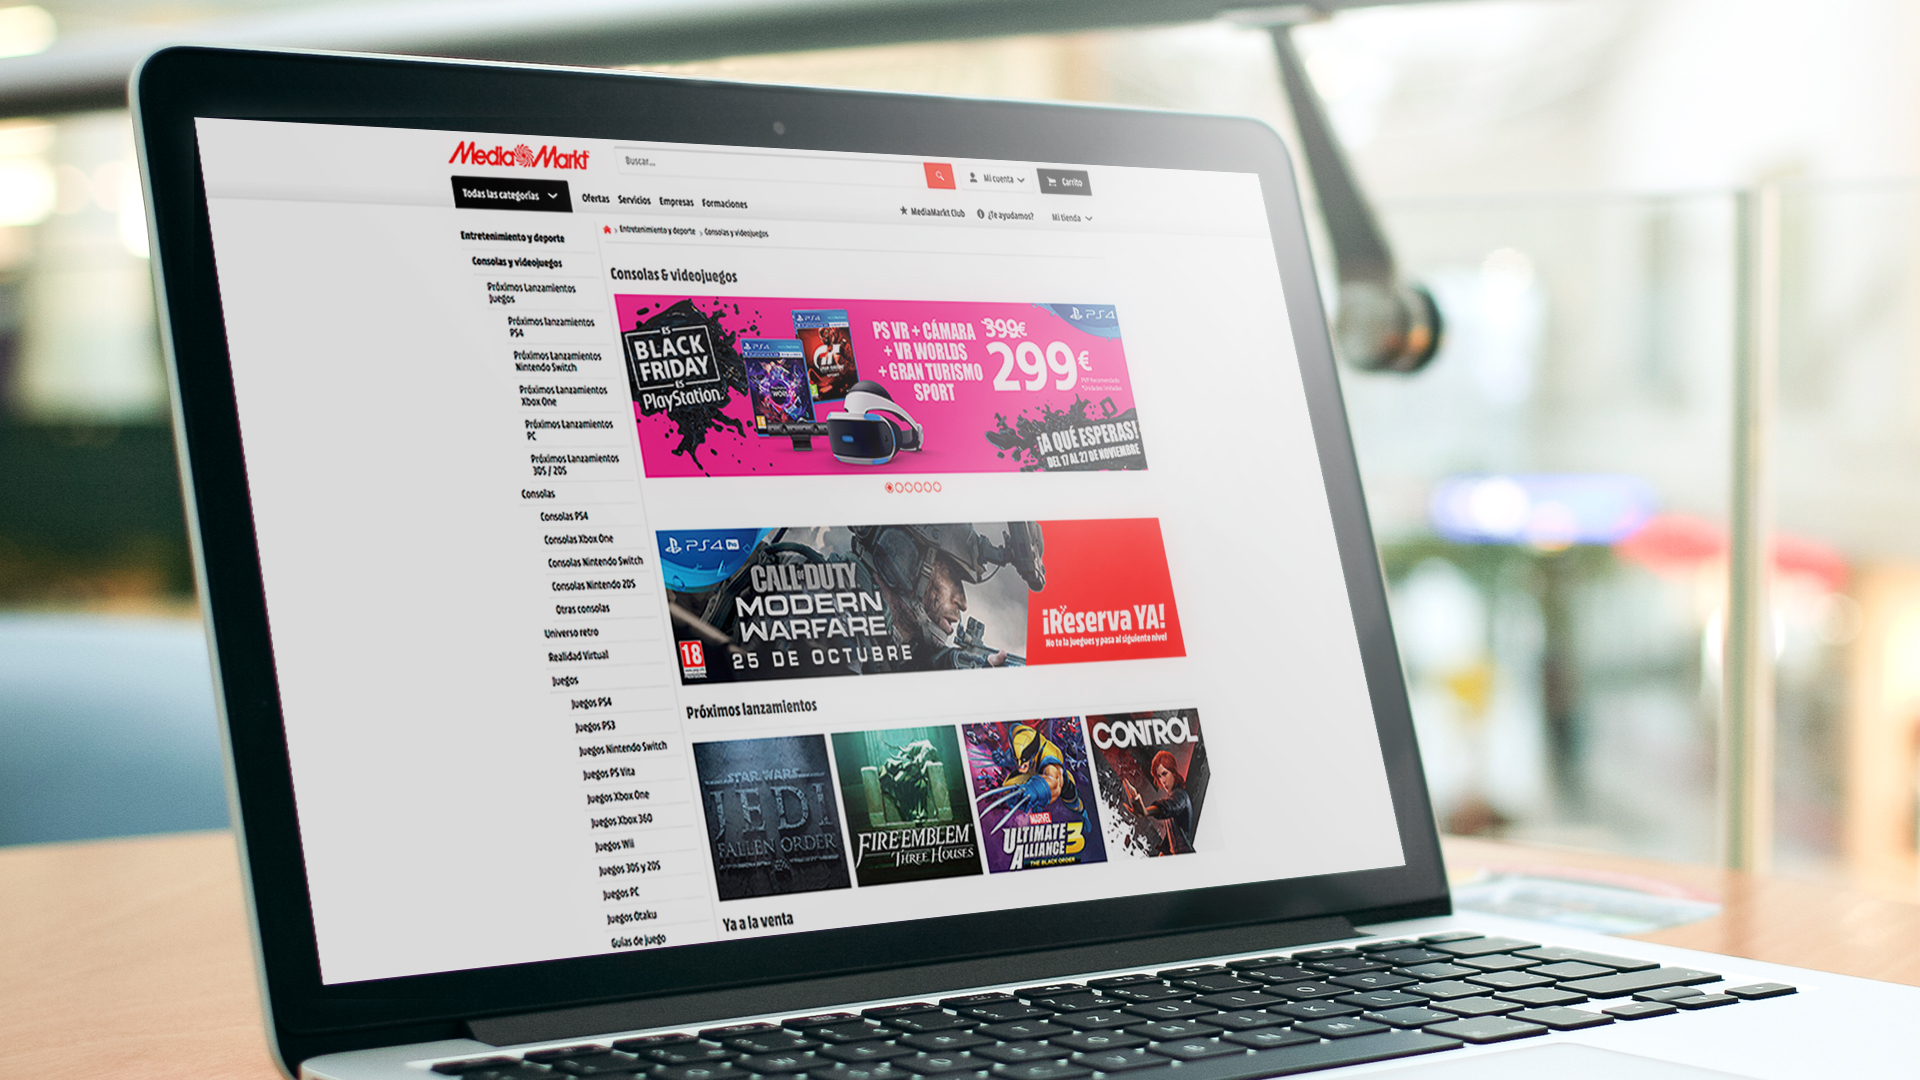 MediaMarkt
Buscar...
Mi cuenta
Carrito
Todas las categorías
Ofertas
Servicios
Empresas
Formaciones
MediaMarkt Club
¿Te ayudamos?
Mi tienda
Entretenimiento y deporte
Consolas y videojuegos
Próximos Lanzamientos
Juegos
Próximos lanzamientos
PS4
Próximos Lanzamientos
Nintendo Switch
Próximos Lanzamientos
Xbox One
Próximos Lanzamientos
PC
Próximos Lanzamientos
3DS / 2DS
Consolas
Consolas PS4
Consolas Xbox One
Consolas Nintendo Switch
Consolas Nintendo 2DS
Otras consolas
Universo retro
Realidad Virtual
Juegos
Juegos PS4
Juegos PS3
Juegos Nintendo Switch
Juegos PS Vita
Juegos Xbox One
Juegos Xbox 360
Juegos Wii
Juegos 3DS y 2DS
Juegos PC
Juegos Otaku
Guías de juego
Entretenimiento y deporte > Consolas y videojuegos
Consolas & videojuegos
ES
BLACK
FRIDAY
ES
PlayStation.
PS4
PS4
WORLDS
GT
PS VR + CÁMARA
+ VR WORLDS
+ GRAN TURISMO
SPORT
399€
299€
PS4
¡A QUÉ ESPERAS!
DEL 17 AL 27 DE NOVIEMBRE
PS4 Pro
CALL OF DUTY
MODERN
WARFARE
25 DE OCTUBRE
18
¡Reserva YA!
No te la juegues y pasa al siguiente nivel
Próximos lanzamientos
STAR WARS
JEDI
FALLEN ORDER
FIRE EMBLEM
THREE HOUSES
MARVEL
ULTIMATE
ALLIANCE 3
THE BLACK ORDER
CONTROL
Ya a la venta